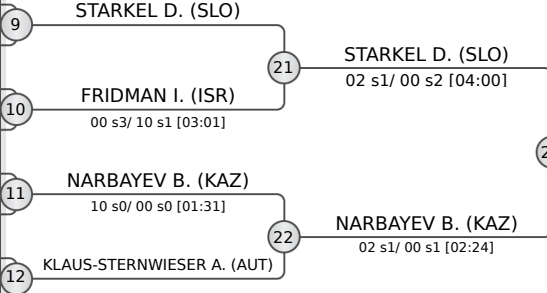 9
STARKEL D. (SLO)
21
STARKEL D. (SLO)
02 s1/ 00 s2 [04:00]
10
FRIDMAN I. (ISR)
00 s3/ 10 s1 [03:01]
11
NARBAYEV B. (KAZ)
10 s0/ 00 s0 [01:31]
22
NARBAYEV B. (KAZ)
02 s1/ 00 s1 [02:24]
12
KLAUS-STERNWIESER A. (AUT)